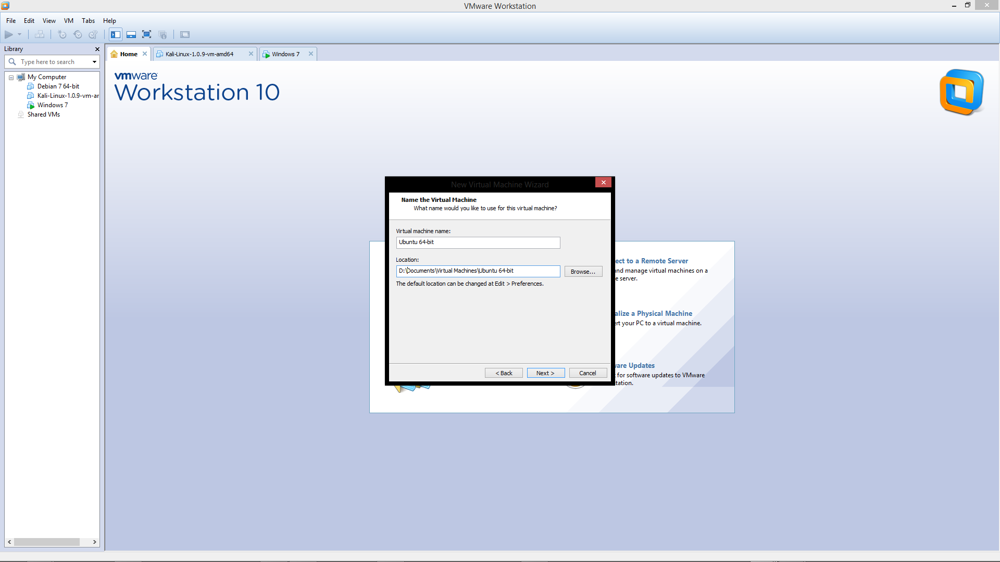 VMware Workstation
File Edit View VM Tabs Help
Library
Type here to search
My Computer
Debian 7 64-bit
Kali-Linux-1.0.9-vm-ar
Windows 7
Shared VMs
Home
Kali-Linux-1.0.9-vm-amd64
Windows 7
vmware
Workstation 10
New Virtual Machine Wizard
Name the Virtual Machine
What name would you like to use for this virtual machine?
Virtual machine name:
Ubuntu 64-bit
Location:
D:\Documents\Virtual Machines\Ubuntu 64-bit
Browse...
The default location can be changed at Edit > Preferences.
< Back
Next >
Cancel
ect to a Remote Server
and manage virtual machines on a
e server.
alize a Physical Machine
ert your PC to a virtual machine.
ware Updates
for software updates to VMware
station.